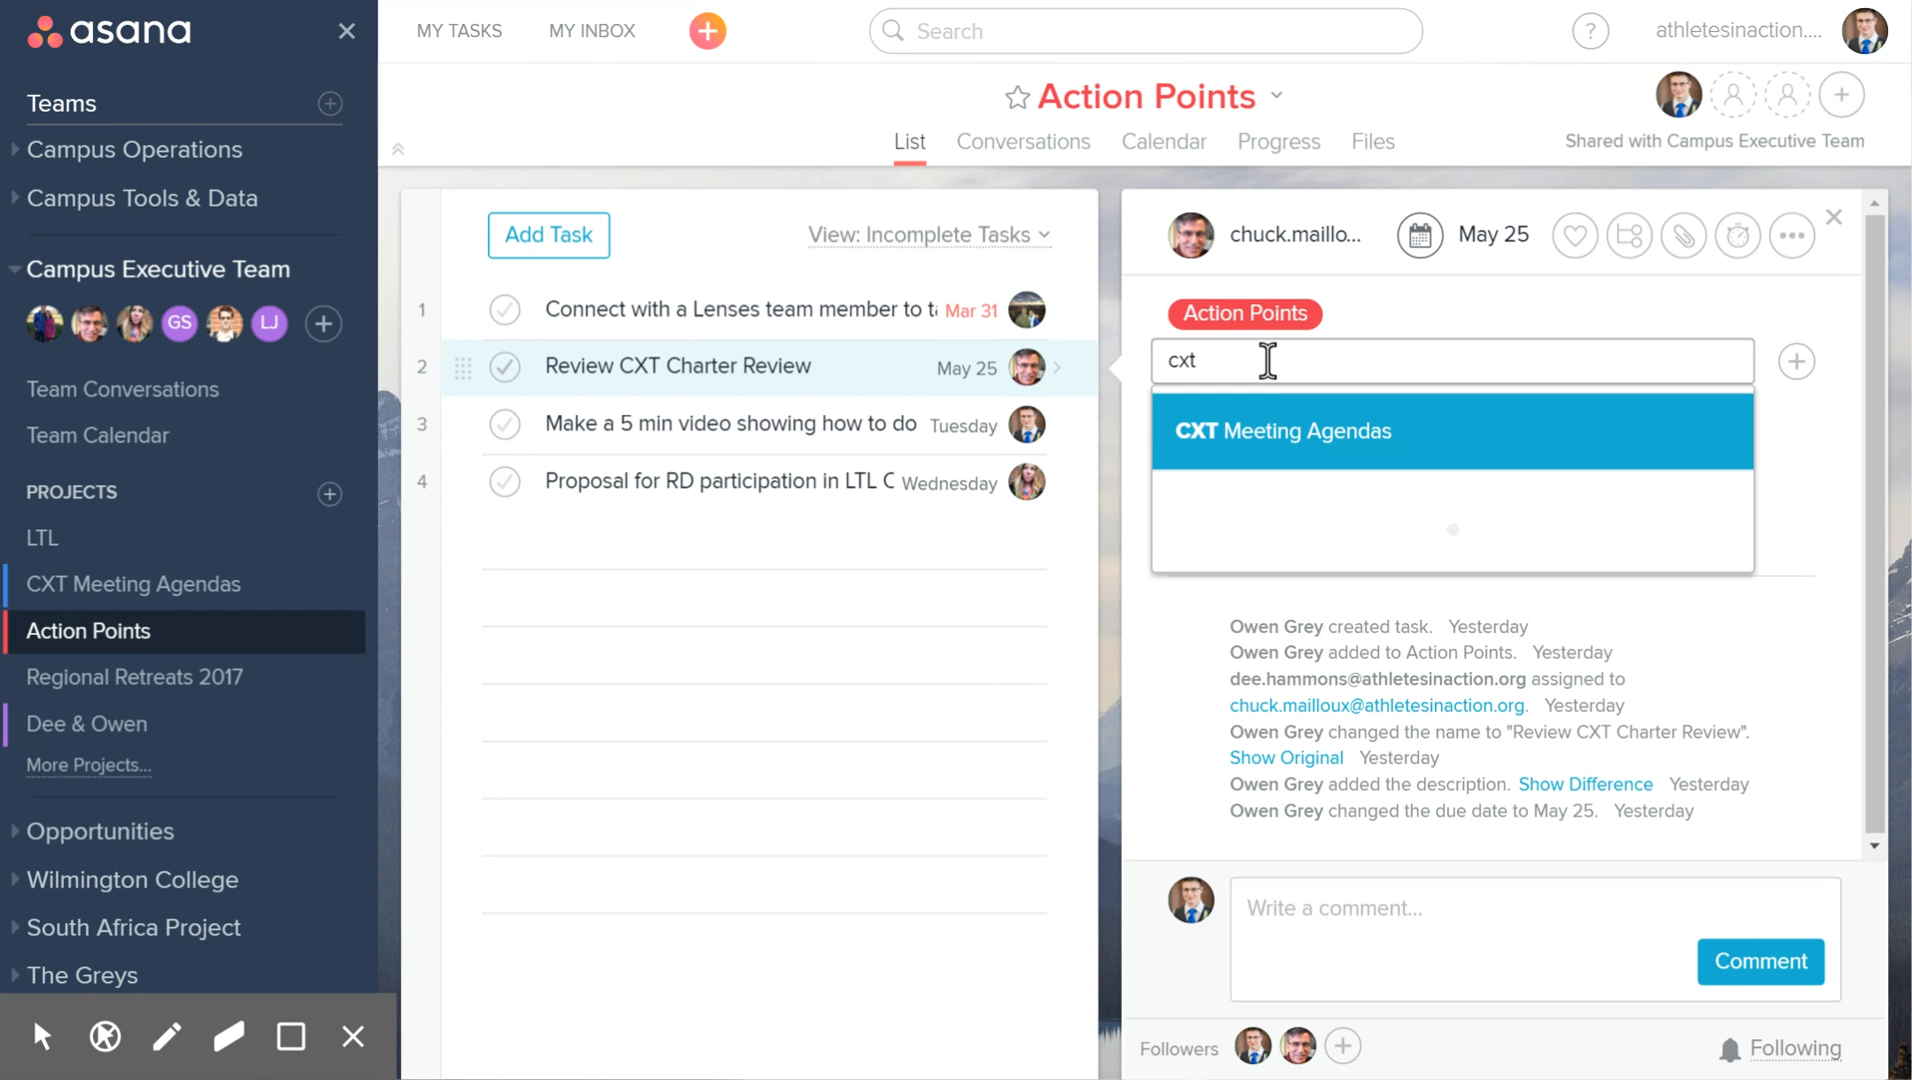 asana
MY TASKS
MY INBOX
Search
?
athletesinaction....
Teams
Campus Operations
Campus Tools & Data
Campus Executive Team
GS
LJ
Team Conversations
Team Calendar
PROJECTS
LTL
CXT Meeting Agendas
Action Points
Regional Retreats 2017
Dee & Owen
More Projects...
Opportunities
Wilmington College
South Africa Project
The Greys
Action Points
List
Conversations
Calendar
Progress
Files
Shared with Campus Executive Team
Add Task
View: Incomplete Tasks
1 Connect with a Lenses team member to Mar 31
2 Review CXT Charter Review May 25
3 Make a 5 min video showing how to do Tuesday
4 Proposal for RD participation in LTL C Wednesday
chuck.maillo...
May 25
Action Points
cxt
CXT Meeting Agendas
Owen Grey created task. Yesterday
Owen Grey added to Action Points. Yesterday
dee.hammons@athletesinaction.org assigned to
chuck.mailloux@athletesinaction.org. Yesterday
Owen Grey changed the name to "Review CXT Charter Review".
Show Original Yesterday
Owen Grey added the description. Show Difference Yesterday
Owen Grey changed the due date to May 25. Yesterday
Write a comment...
Comment
Followers
Following